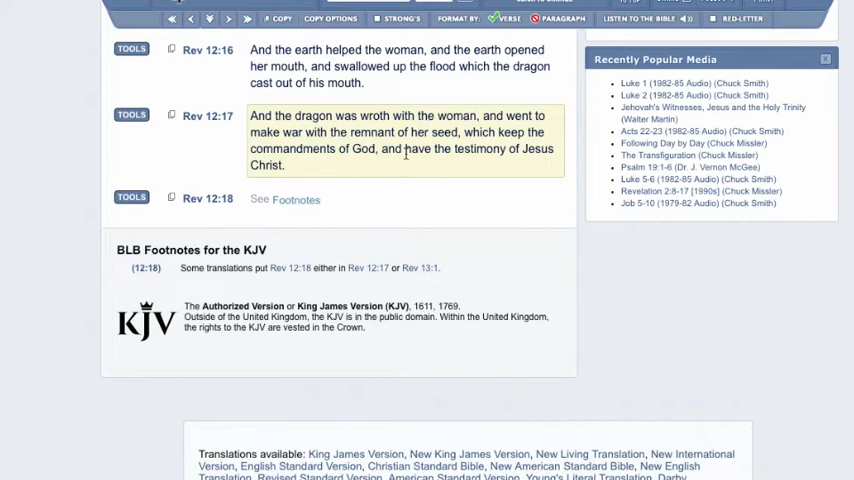 COPY COPY OPTIONS STRONG'S FORMAT BY: VERSE PARAGRAPH LISTEN TO THE BIBLE RED-LETTER
TOOLS Rev 12:16 And the earth helped the woman, and the earth opened
her mouth, and swallowed up the flood which the dragon
cast out of his mouth.
TOOLS Rev 12:17 And the dragon was wroth with the woman, and went to
make war with the remnant of her seed, which keep the
commandments of God, and have the testimony of Jesus
Christ.
TOOLS Rev 12:18 See Footnotes
BLB Footnotes for the KJV
(12:18) Some translations put Rev 12:18 either in Rev 12:17 or Rev 13:1.
KJV
The Authorized Version or King James Version (KJV), 1611, 1769.
Outside of the United Kingdom, the KJV is in the public domain. Within the United Kingdom,
the rights to the KJV are vested in the Crown.
Recently Popular Media
Luke 1 (1982-85 Audio) (Chuck Smith)
Luke 2 (1982-85 Audio) (Chuck Smith)
Jehovah's Witnesses, Jesus and the Holy Trinity
(Walter Martin)
Acts 22-23 (1982-85 Audio) (Chuck Smith)
Following Day by Day (Chuck Missler)
The Transfiguration (Chuck Missler)
Psalm 19:1-6 (Dr. J. Vernon McGee)
Luke 5-6 (1982-85 Audio) (Chuck Smith)
Revelation 2:8-17 [1990s] (Chuck Missler)
Job 5-10 (1979-82 Audio) (Chuck Smith)
Translations available: King James Version, New King James Version, New Living Translation, New International
Version, English Standard Version, Christian Standard Bible, New American Standard Bible, New English
Translation, Revised Standard Version, American Standard Version, Young's Literal Translation, Darby